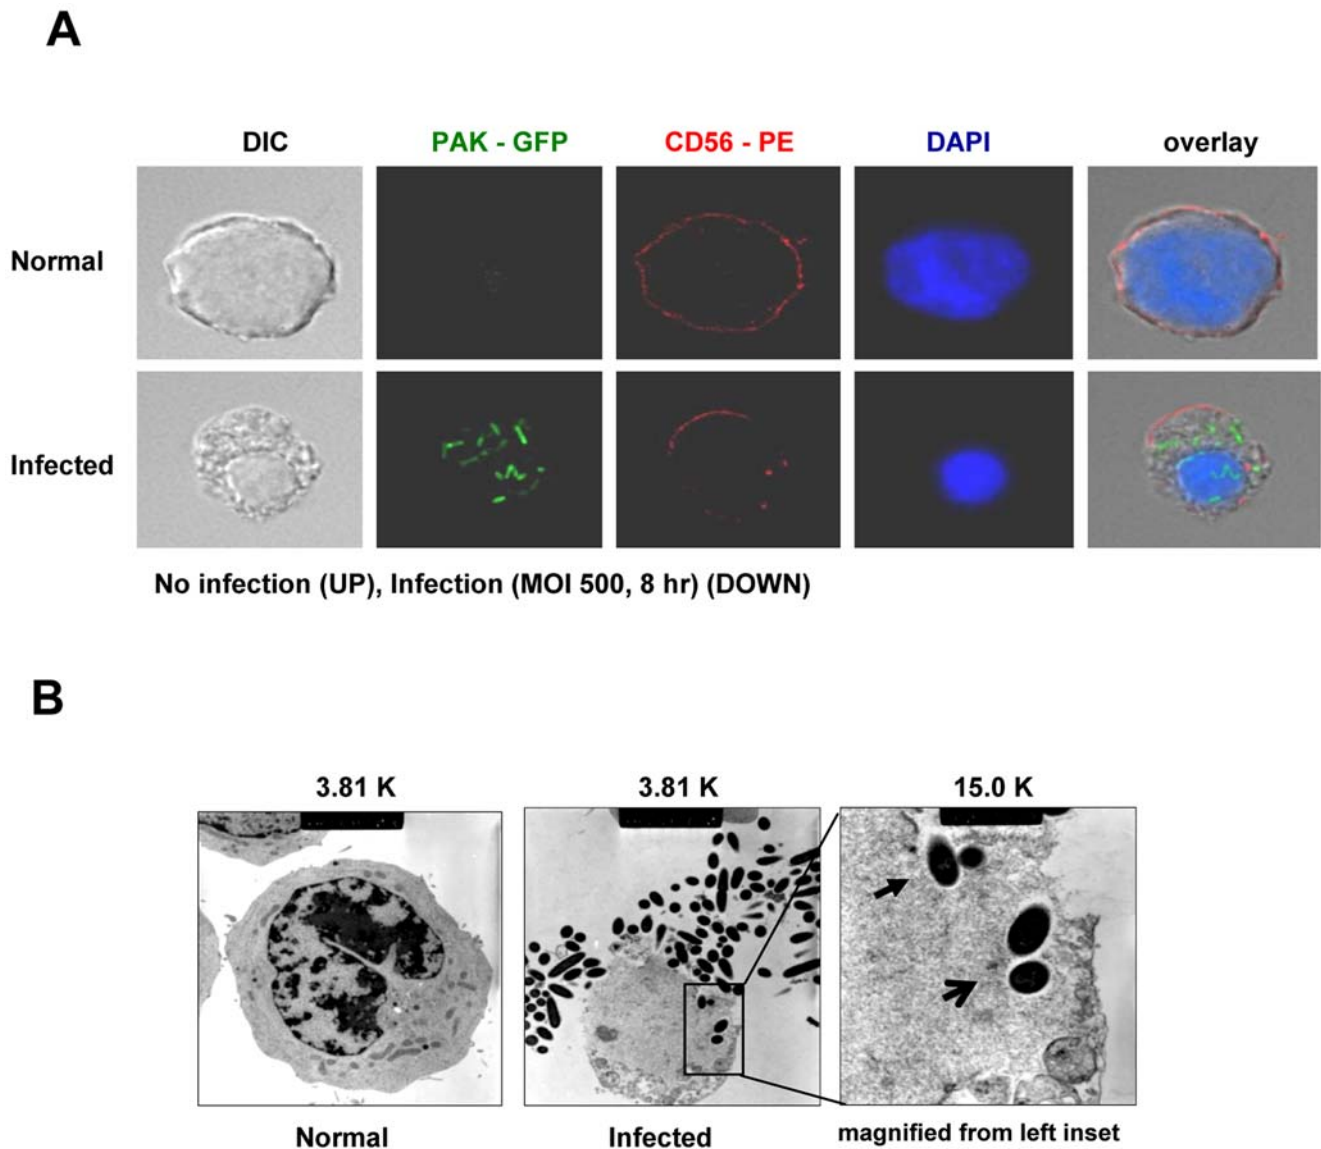 A
DIC PAK - GFP CD56 - PE DAPI overlay
Normal
Infected
No infection (UP), Infection (MOI 500, 8 hr) (DOWN)
B
3.81 K 3.81 K 15.0 K
Normal Infected magnified from left inset